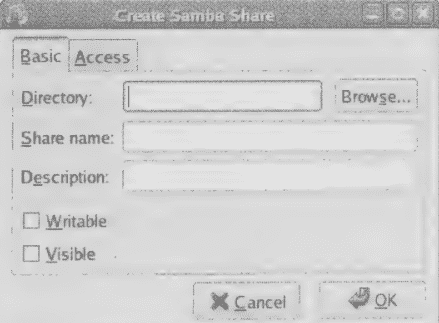 Create Samba Share
Basic Access
Directory: Browse...
Share name:
Description:
Writable
Visible
Cancel OK